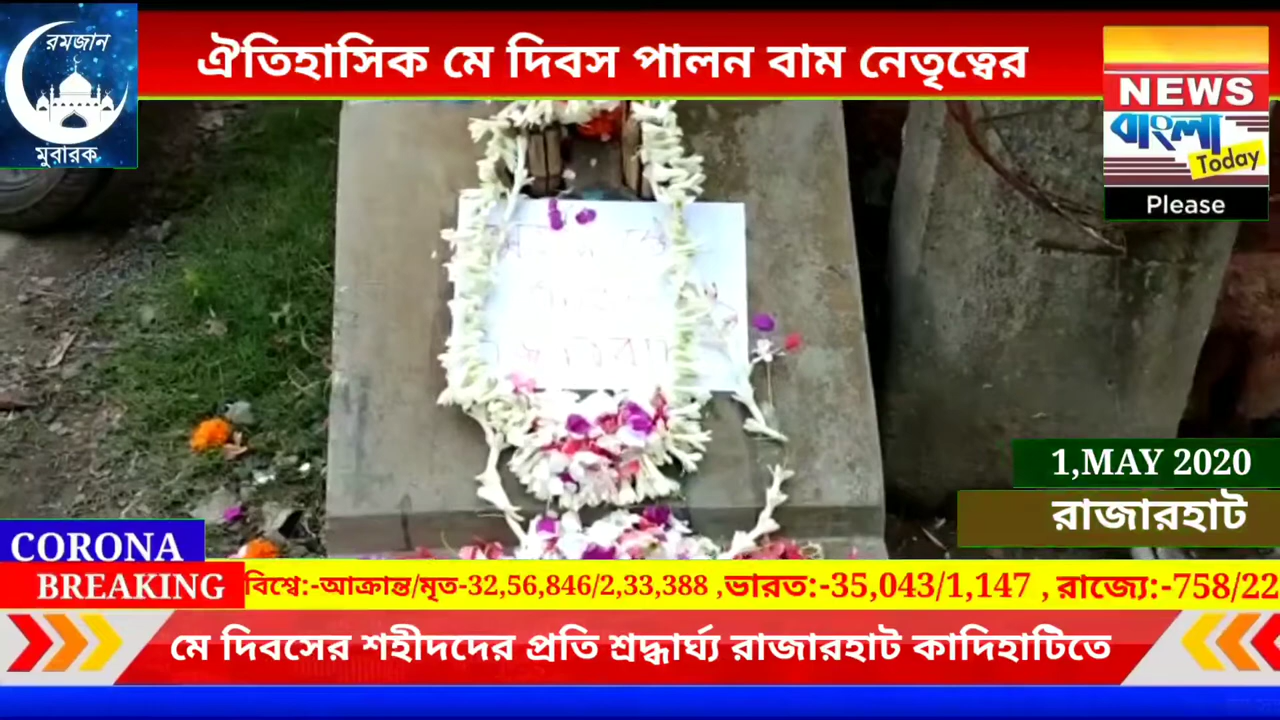 রমজান
মুবারক
ঐতিহাসিক মে দিবস পালন বাম নেতৃত্বের
NEWS
বাংলা
Today
Please
1,MAY 2020
রাজারহাট
CORONA
BREAKING
বিশ্বে:-আক্রান্ত/মৃত-32,56,846/2,33,388 ,ভারত:-35,043/1,147 , রাজ্যে:-758/22
মে দিবসের শহীদদের প্রতি শ্রদ্ধার্ঘ্য রাজারহাট কাদিহাটিতে